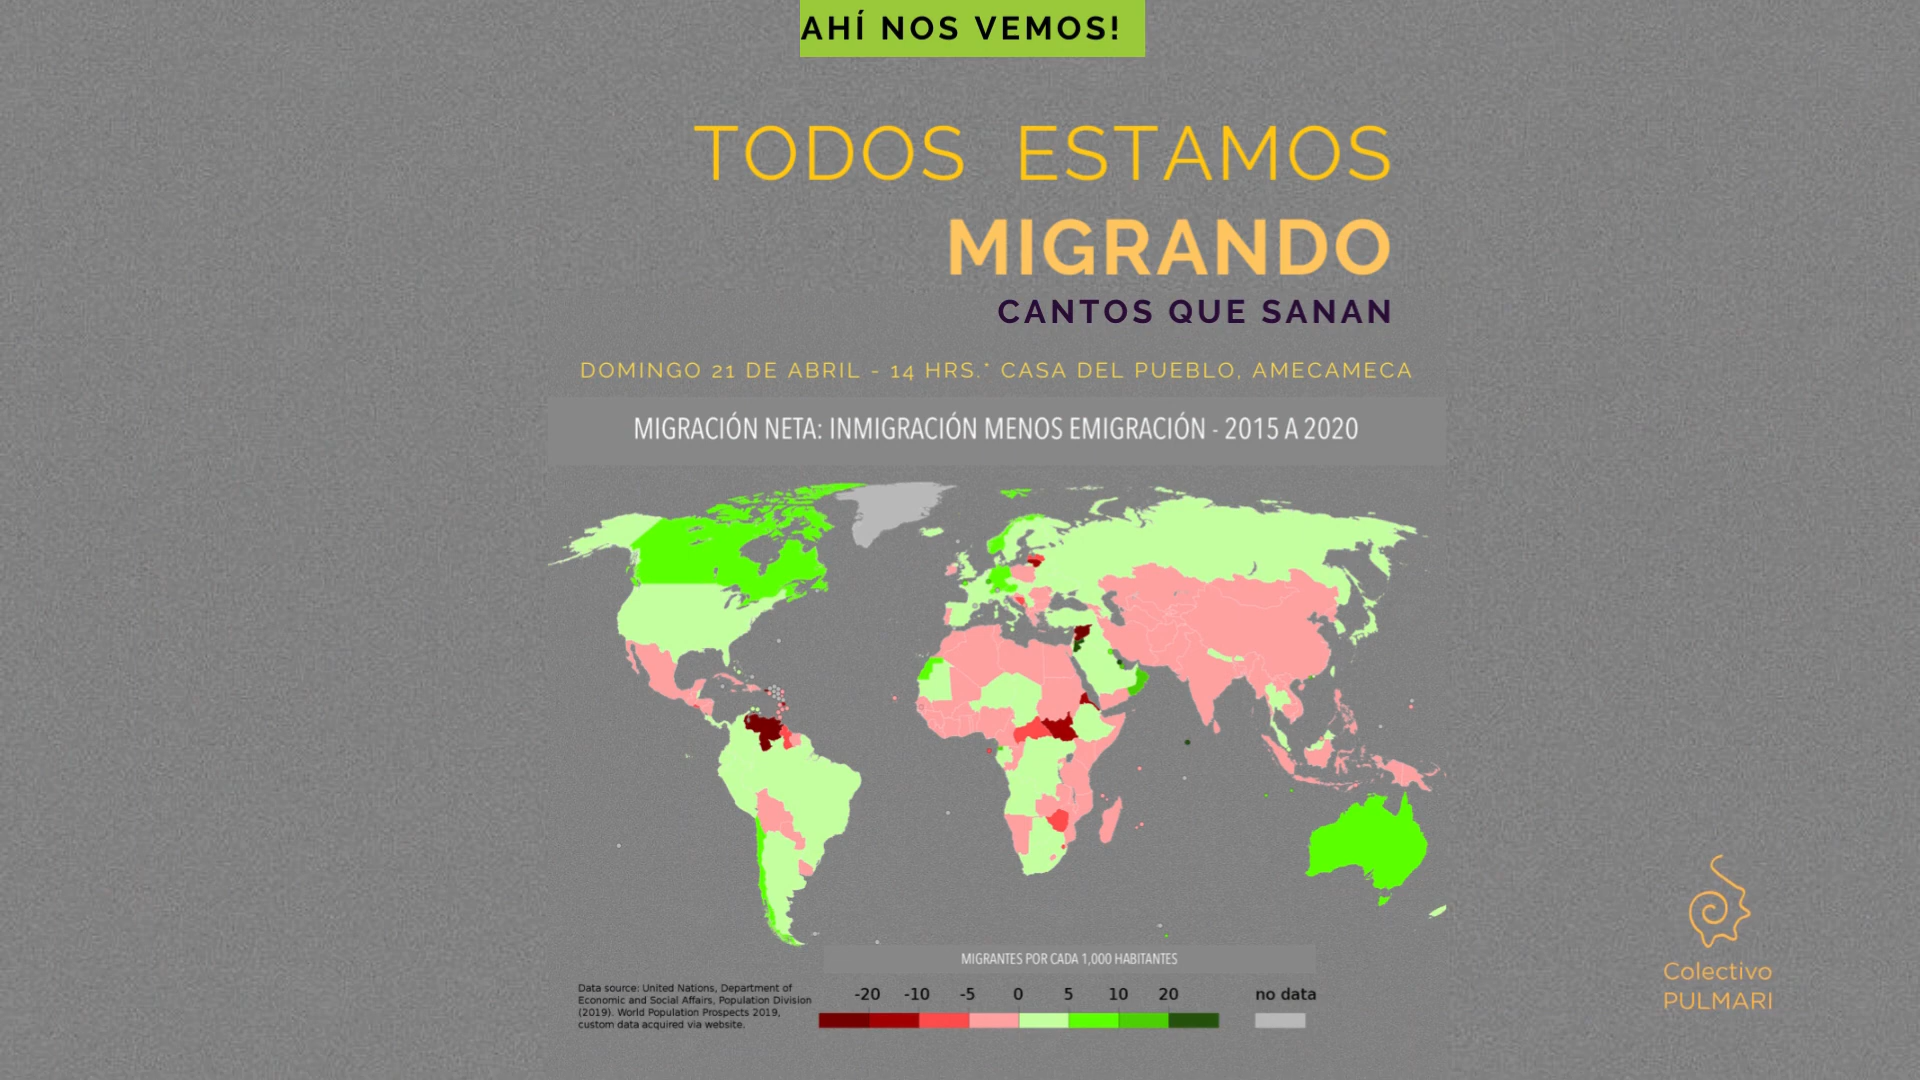 AHÍ NOS VEMOS!
TODOS ESTAMOS
MIGRANDO
CANTOS QUE SANAN
DOMINGO 21 DE ABRIL - 14 HRS.* CASA DEL PUEBLO, AMECAMECA
MIGRACIÓN NETA: INMIGRACIÓN MENOS EMIGRACIÓN - 2015 A 2020
MIGRANTES POR CADA 1,000 HABITANTES
Data source: United Nations, Department of
Economic and Social Affairs, Population Division
(2019). World Population Prospects 2019,
custom data acquired via website.
-20 -10 -5 0 5 10 20 no data
Colectivo
PULMARI